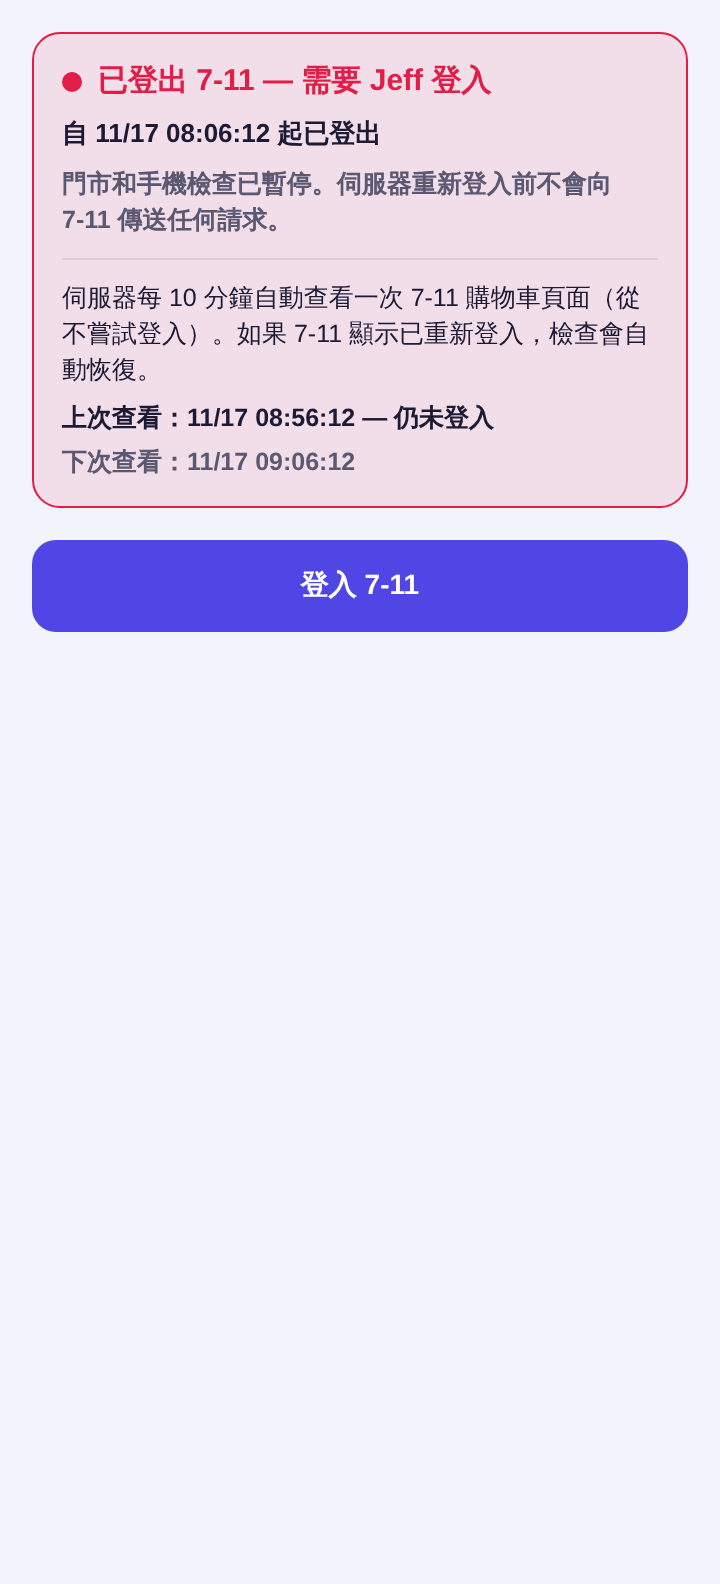 已登出 7-11 — 需要 Jeff 登入
自 11/17 08:06:12 起已登出
門市和手機檢查已暫停。伺服器重新登入前不會向
7-11 傳送任何請求。
伺服器每 10 分鐘自動查看一次 7-11 購物車頁面（從
不嘗試登入）。如果 7-11 顯示已重新登入，檢查會自
動恢復。
上次查看：11/17 08:56:12 — 仍未登入
下次查看：11/17 09:06:12
登入 7-11